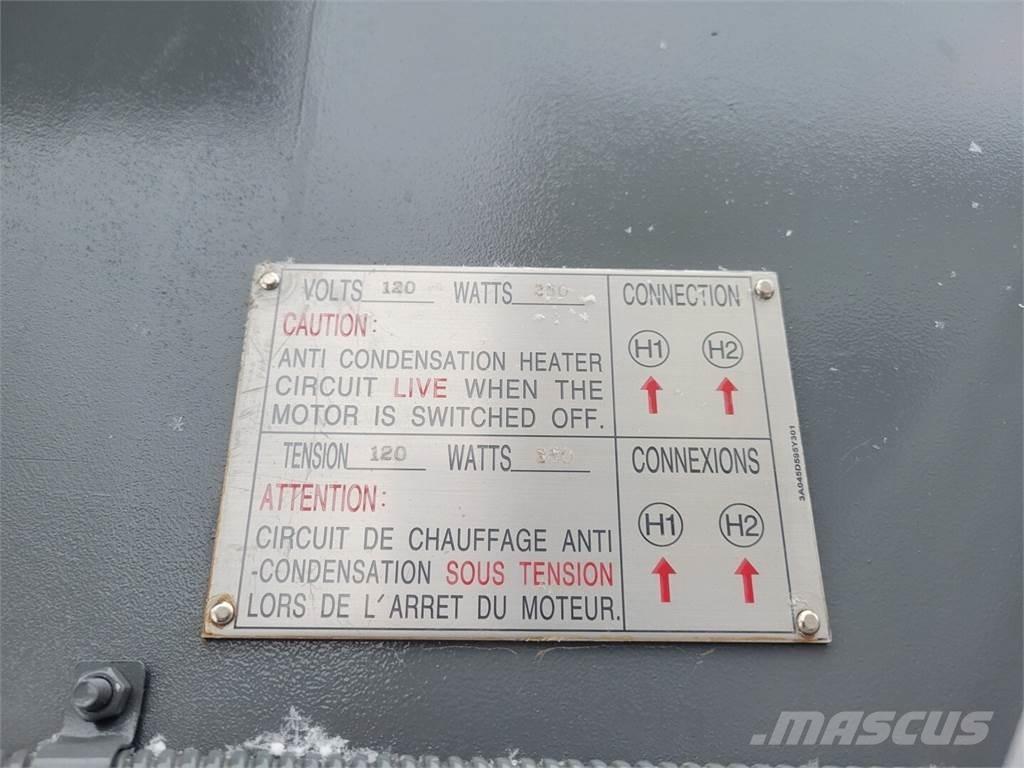 VOLTS 120 WATTS
CAUTION:
ANTI CONDENSATION HEATER
CIRCUIT LIVE WHEN THE
MOTOR IS SWITCHED OFF.
CONNECTION
H1 H2
TENSION 120 WATTS
ATTENTION:
CIRCUIT DE CHAUFFAGE ANTI
-CONDENSATION SOUS TENSION
LORS DE L'ARRET DU MOTEUR.
CONNEXIONS
H1 H2
3A045D595Y301
MASCUS